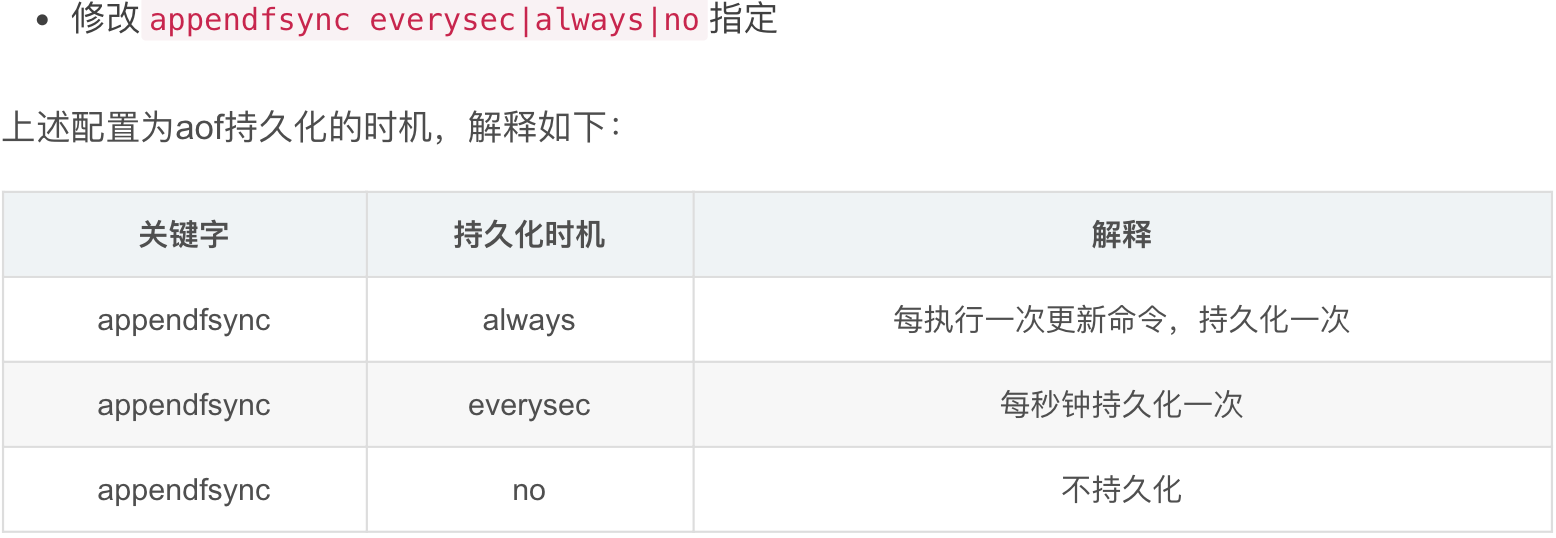 • 修改appendfsync everysec|always|no指定
上述配置为aof持久化的时机，解释如下：
关键字 持久化时机 解释
appendfsync always 每执行一次更新命令，持久化一次
appendfsync everysec 每秒钟持久化一次
appendfsync no 不持久化